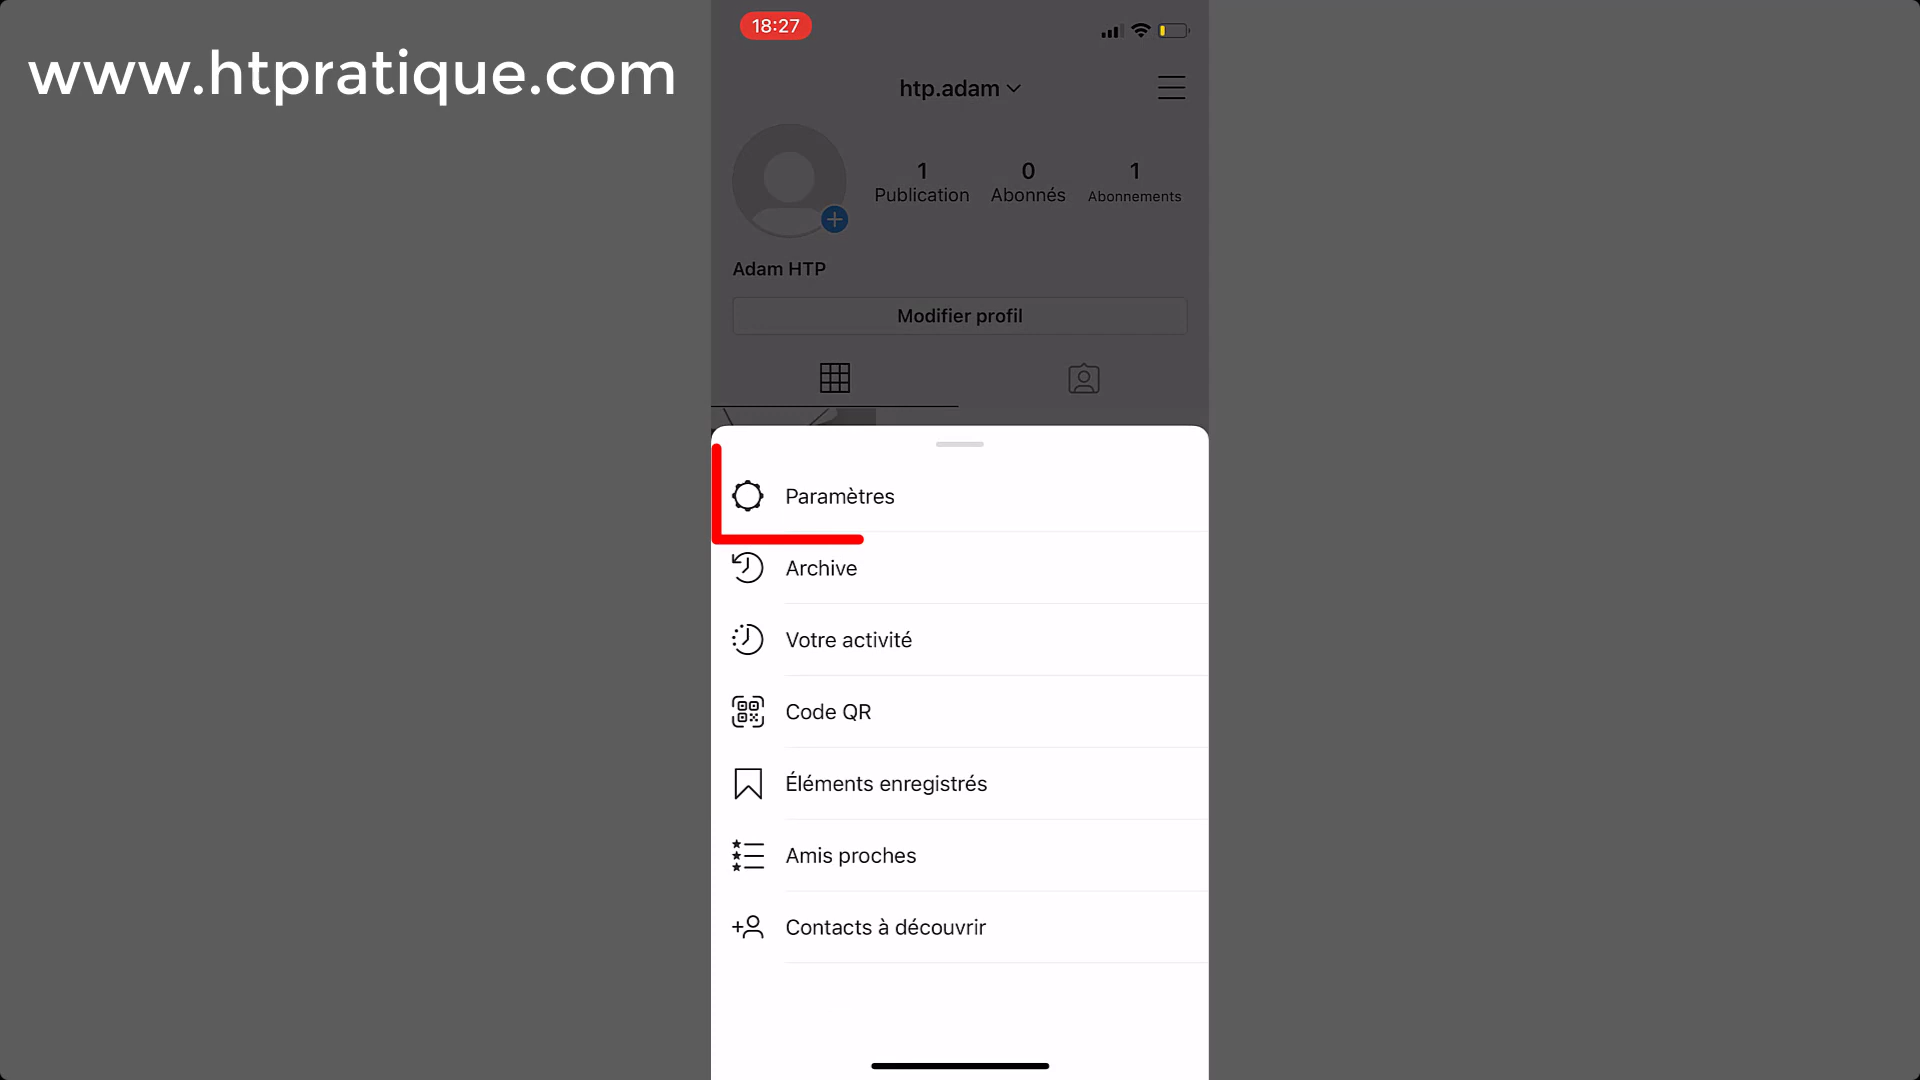 www.htpratique.com
18:27
htp.adam
1 0 1
Publication Abonnés Abonnements
Adam HTP
Modifier profil
Paramètres
Archive
Votre activité
Code QR
Éléments enregistrés
Amis proches
Contacts à découvrir